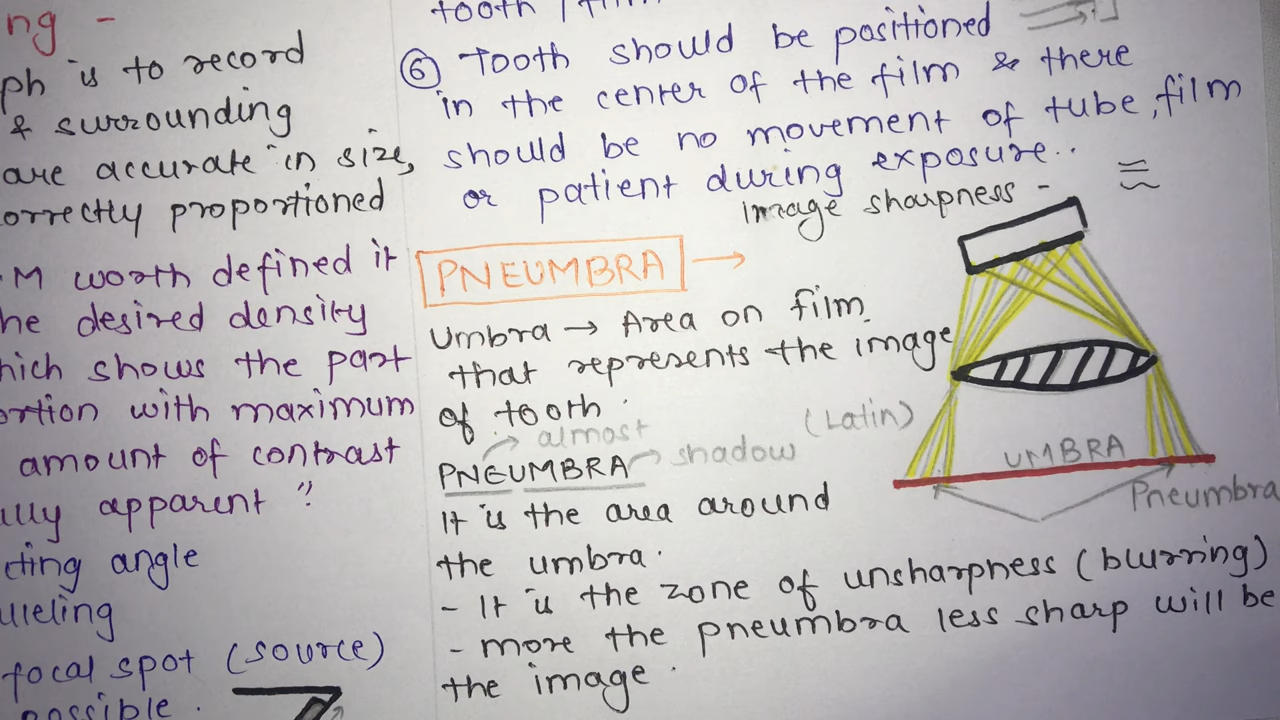 ng -
ph is to record
& surrounding
are accurate in size,
orrectly proportioned
M worth defined it
he desired density
hich shows the part
ortion with maximum
amount of contrast
ully apparent "
cting angle
lleling
focal spot (source)
possible.
tooth / film
⑥ Tooth should be positioned
in the center of the film & there
should be no movement of tube, film
or patient during exposure..
Image sharpness -
PNEUMBRA →
Umbra → Area on film
that represents the image
of tooth.
→ almost (Latin)
PNEUMBRA → shadow
It is the area around
the umbra.
- It is the zone of unsharpness (blurring)
- more the pneumbra less sharp will be
the image.
UMBRA
Pneumbra